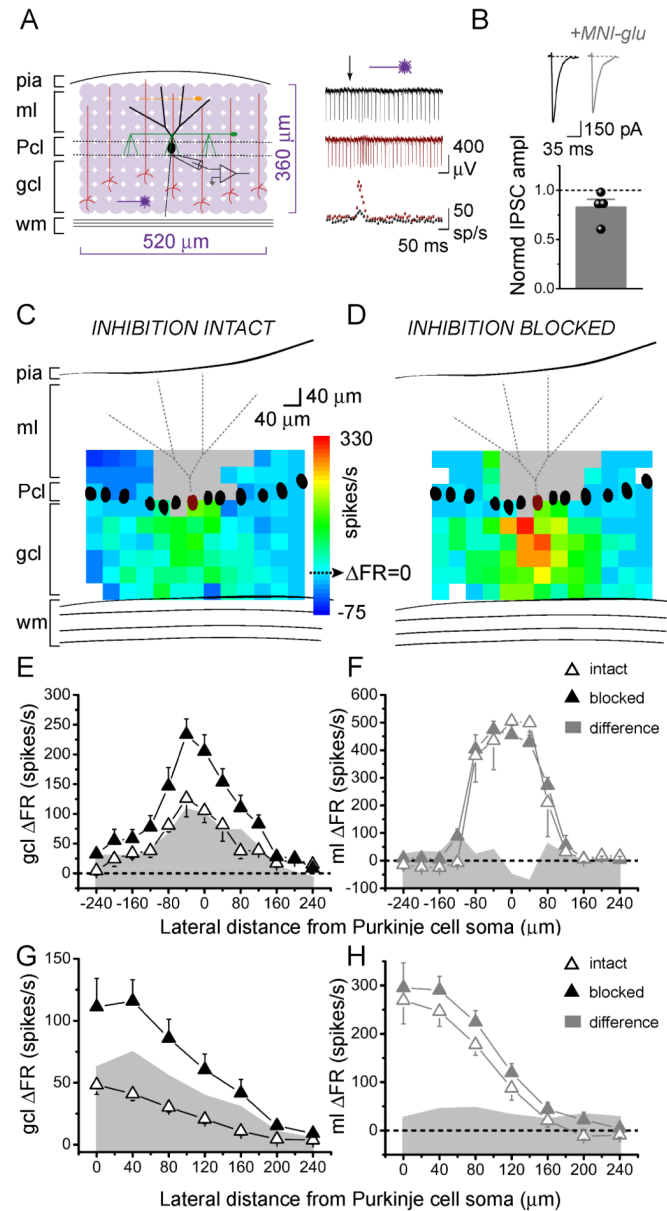 A
pia
ml
Pcl
gcl
wm
520 μm
360 μm
400
μV
50
sp/s
50 ms
B
+MNI-glu
150 pA
35 ms
Normd IPSC ampl
1.0
0.5
0.0
C
INHIBITION INTACT
D
INHIBITION BLOCKED
pia
ml
Pcl
gcl
wm
40 μm
40 μm
330
spikes/s
ΔFR=0
-75
E
gcl ΔFR (spikes/s)
300
250
200
150
100
50
0
-240 -160 -80 0 80 160 240
F
ml ΔFR (spikes/s)
600
500
400
300
200
100
0
-100
-240 -160 -80 0 80 160 240
intact
blocked
difference
Lateral distance from Purkinje cell soma (μm)
G
gcl ΔFR (spikes/s)
150
100
50
0
0 40 80 120 160 200 240
H
ml ΔFR (spikes/s)
300
200
100
0
0 40 80 120 160 200 240
intact
blocked
difference
Lateral distance from Purkinje cell soma (μm)